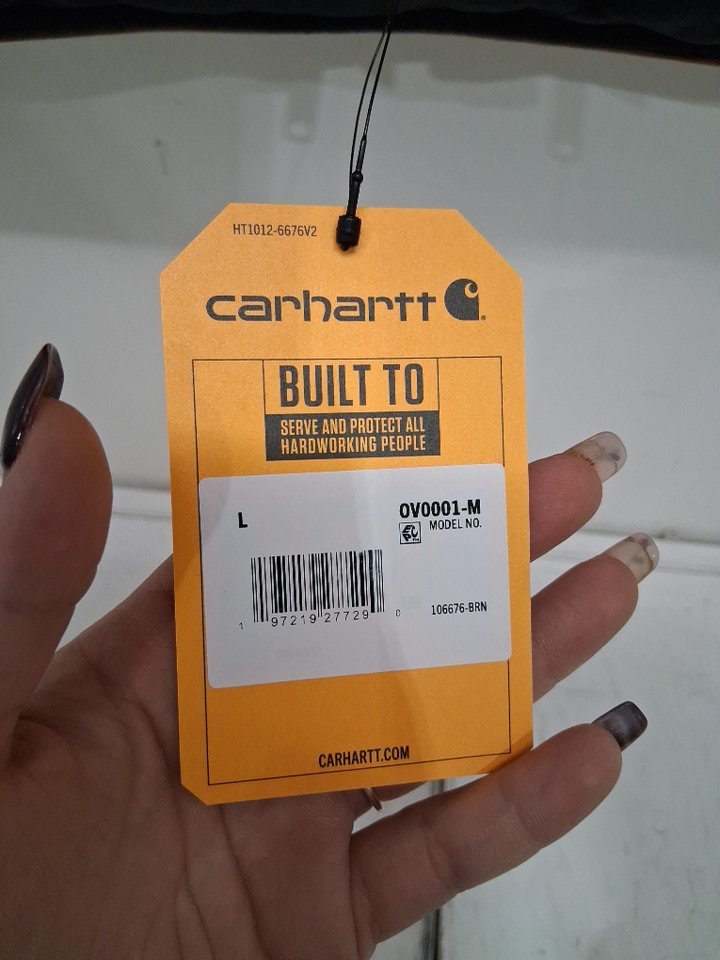 HT1012-6676V2
carhartt
BUILT TO
SERVE AND PROTECT ALL
HARDWORKING PEOPLE
L
OV0001-M
MODEL NO.
1 97219 27729 0
106676-BRN
CARHARTT.COM